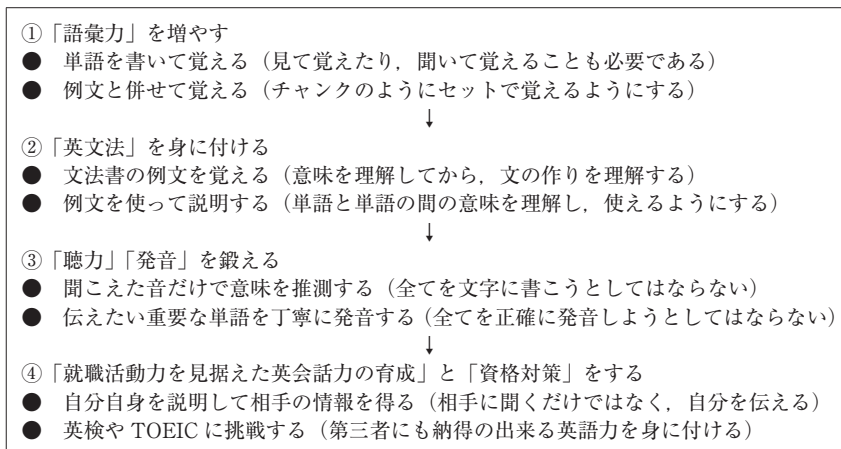 ①「語彙力」を増やす
● 単語を書いて覚える（見て覚えたり，聞いて覚えることも必要である）
● 例文と併せて覚える（チャンクのようにセットで覚えるようにする）
↓
②「英文法」を身に付ける
● 文法書の例文を覚える（意味を理解してから，文の作りを理解する）
● 例文を使って説明する（単語と単語の間の意味を理解し，使えるようにする）
↓
③「聴力」「発音」を鍛える
● 聞こえた音だけで意味を推測する（全てを文字に書こうとしてはならない）
● 伝えたい重要な単語を丁寧に発音する（全てを正確に発音しようとしてはならない）
↓
④「就職活動力を見据えた英会話力の育成」と「資格対策」をする
● 自分自身を説明して相手の情報を得る（相手に聞くだけではなく，自分を伝える）
● 英検や TOEIC に挑戦する（第三者にも納得の出来る英語力を身に付ける）